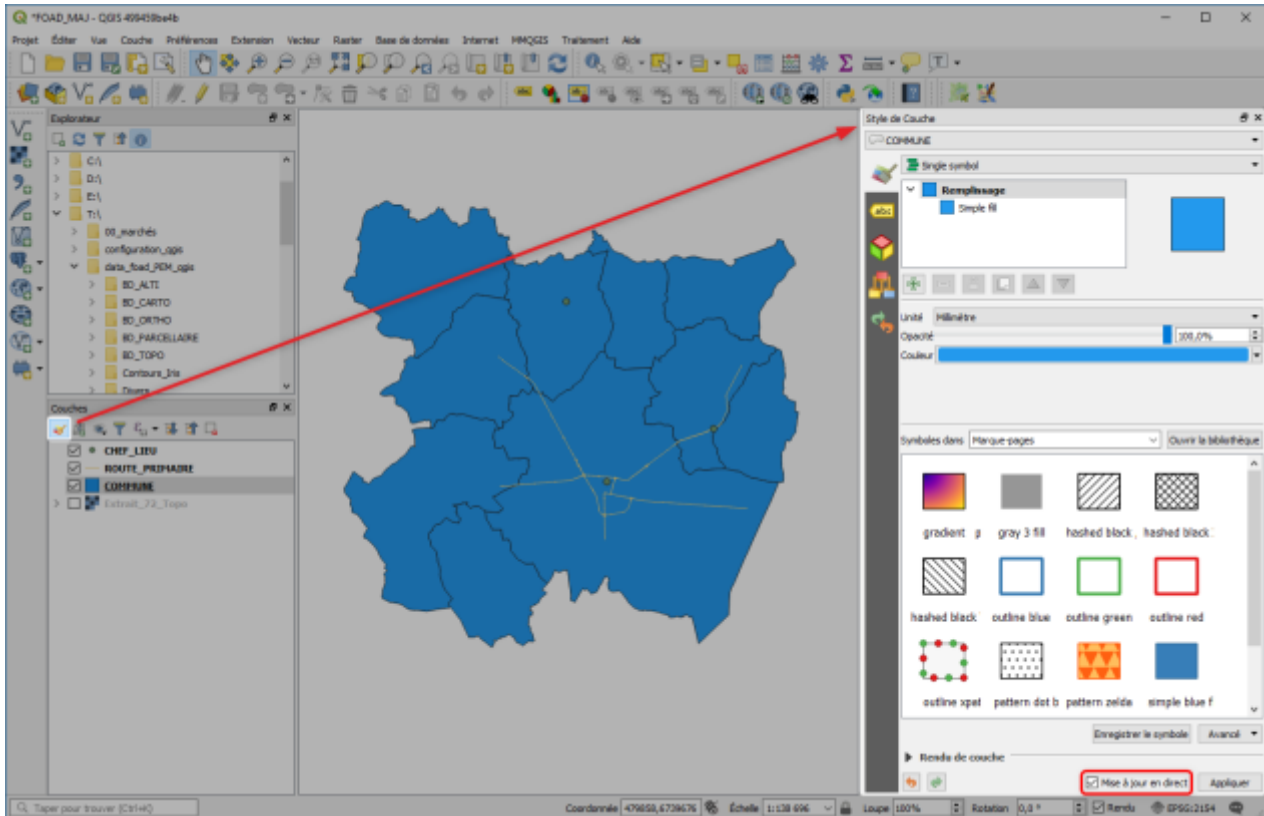 *FOAD_MAJ - QGIS 499459be4b
Projet Éditer Vue Couche Préférences Extension Vecteur Raster Base de données Internet MMQGIS Traitement Aide
Explorateur
C:\
D:\
E:\
T:\
00_marchés
configuration_qgis
data_foad_PEM_qgis
BD_ALTI
BD_CARTO
BD_ORTHO
BD_PARCELLAIRE
BD_TOPO
Contours_Iris
Divers
Couches
CHEF_LIEU
ROUTE_PRIMAIRE
COMMUNE
Extrait_72_Topo
Style de Couche
COMMUNE
Single symbol
Remplissage
Simple fill
abc
Unité Millimètre
Opacité 100,0%
Couleur
Symboles dans Marque-pages Ouvrir la bibliothèque
gradient p gray 3 fill hashed black hashed black
hashed black outline blue outline green outline red
outline xpat pattern dot b pattern zelda simple blue f
Enregistrer le symbole Avancé
Rendu de couche
Mise à jour en direct Appliquer
Taper pour trouver (Ctrl+K) Coordonnée 479858,6739676 Échelle 1:138 696 Loupe 100% Rotation 0,0 ° Rendu EPSG:2154